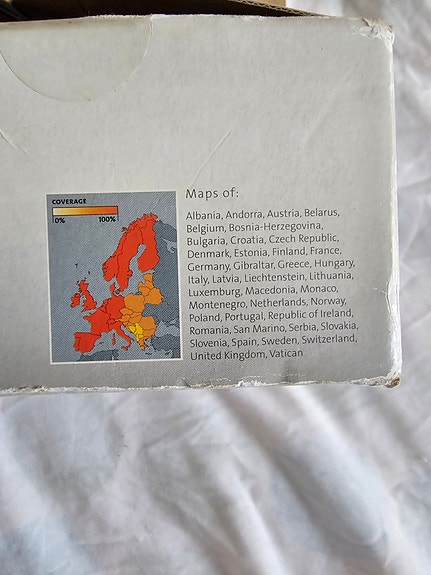 COVERAGE
0% 100%
Maps of:
Albania, Andorra, Austria, Belarus,
Belgium, Bosnia-Herzegovina,
Bulgaria, Croatia, Czech Republic,
Denmark, Estonia, Finland, France,
Germany, Gibraltar, Greece, Hungary,
Italy, Latvia, Liechtenstein, Lithuania,
Luxemburg, Macedonia, Monaco,
Montenegro, Netherlands, Norway,
Poland, Portugal, Republic of Ireland,
Romania, San Marino, Serbia, Slovakia,
Slovenia, Spain, Sweden, Switzerland,
United Kingdom, Vatican